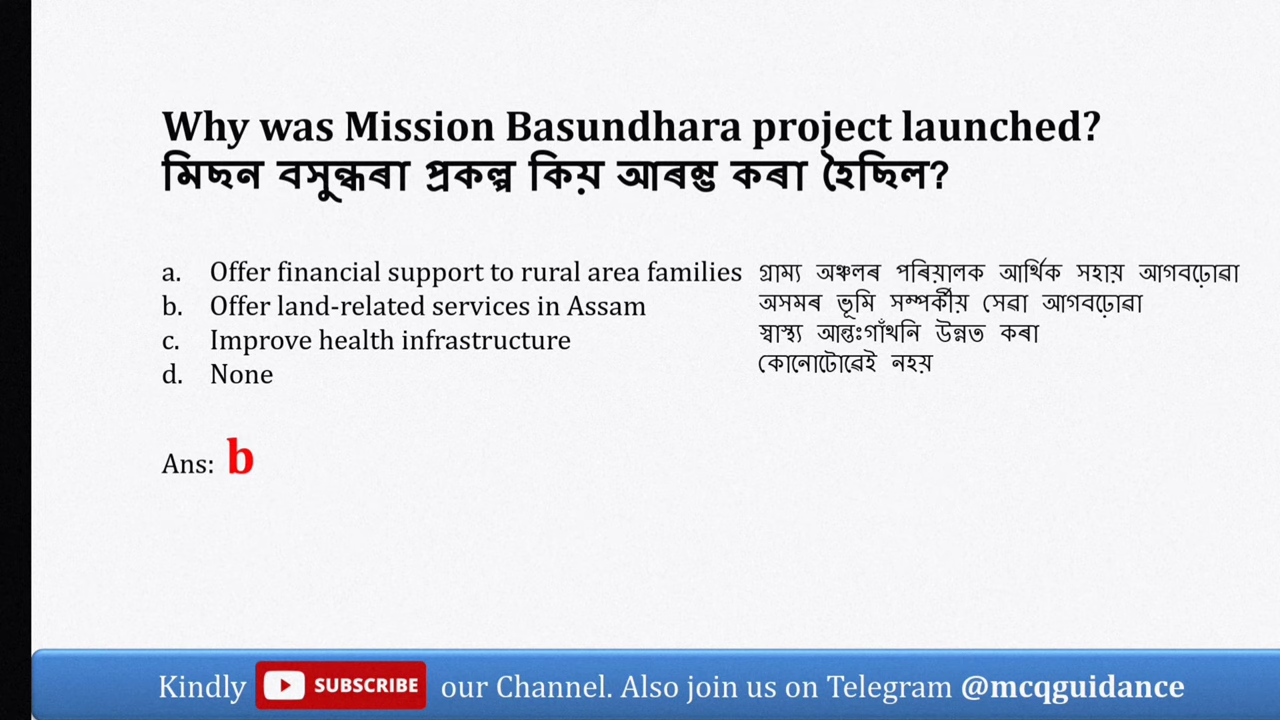 Why was Mission Basundhara project launched?
মিছন বসুন্ধৰা প্ৰকল্প কিয় আৰম্ভ কৰা হৈছিল?
a. Offer financial support to rural area families গ্ৰাম্য অঞ্চলৰ পৰিয়ালক আৰ্থিক সহায় আগবঢ়োৱা
b. Offer land-related services in Assam অসমৰ ভূমি সম্পৰ্কীয় সেৱা আগবঢ়োৱা
c. Improve health infrastructure স্বাস্থ্য আন্তঃগাঁথনি উন্নত কৰা
d. None কোনোটোৱেই নহয়
Ans: b
Kindly SUBSCRIBE our Channel. Also join us on Telegram @mcqguidance